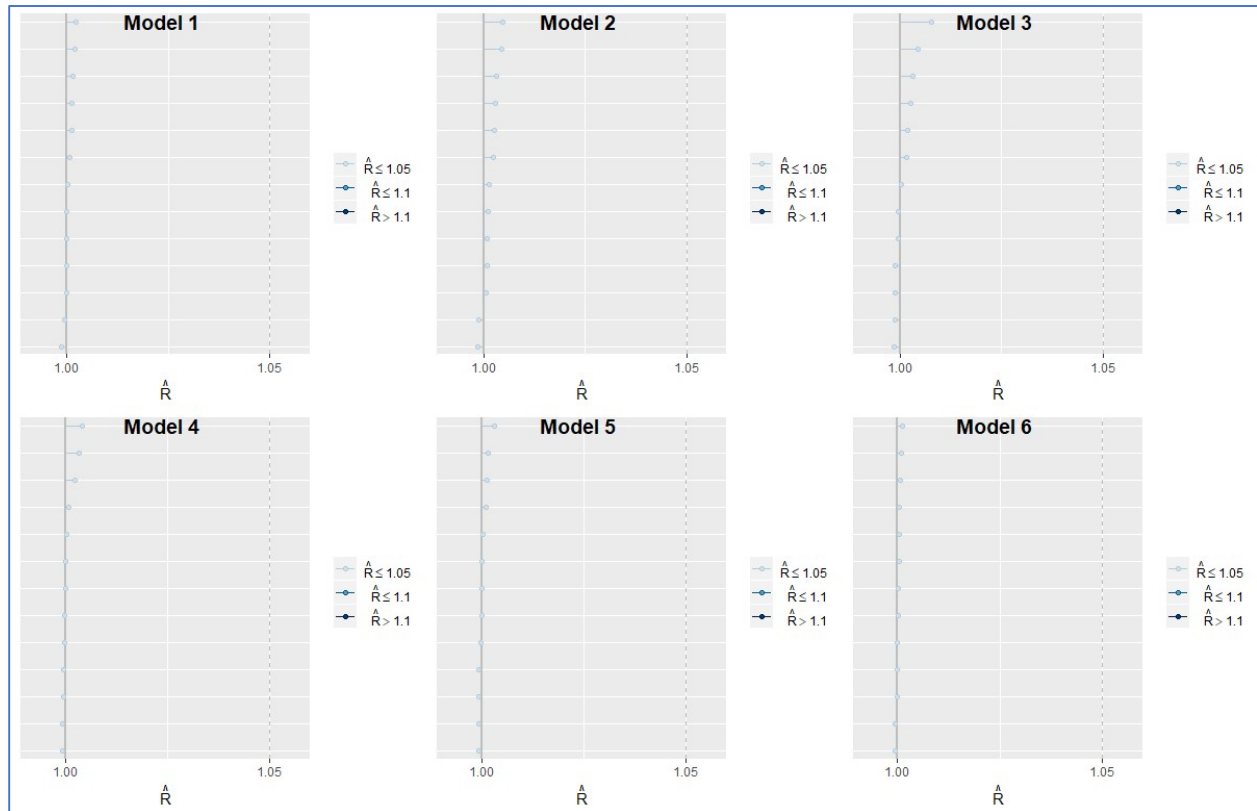 Model 1
R̂ ≤ 1.05
R̂ ≤ 1.1
R̂ > 1.1
1.00 1.05
R̂
Model 2
R̂ ≤ 1.05
R̂ ≤ 1.1
R̂ > 1.1
1.00 1.05
R̂
Model 3
R̂ ≤ 1.05
R̂ ≤ 1.1
R̂ > 1.1
1.00 1.05
R̂
Model 4
R̂ ≤ 1.05
R̂ ≤ 1.1
R̂ > 1.1
1.00 1.05
R̂
Model 5
R̂ ≤ 1.05
R̂ ≤ 1.1
R̂ > 1.1
1.00 1.05
R̂
Model 6
R̂ ≤ 1.05
R̂ ≤ 1.1
R̂ > 1.1
1.00 1.05
R̂